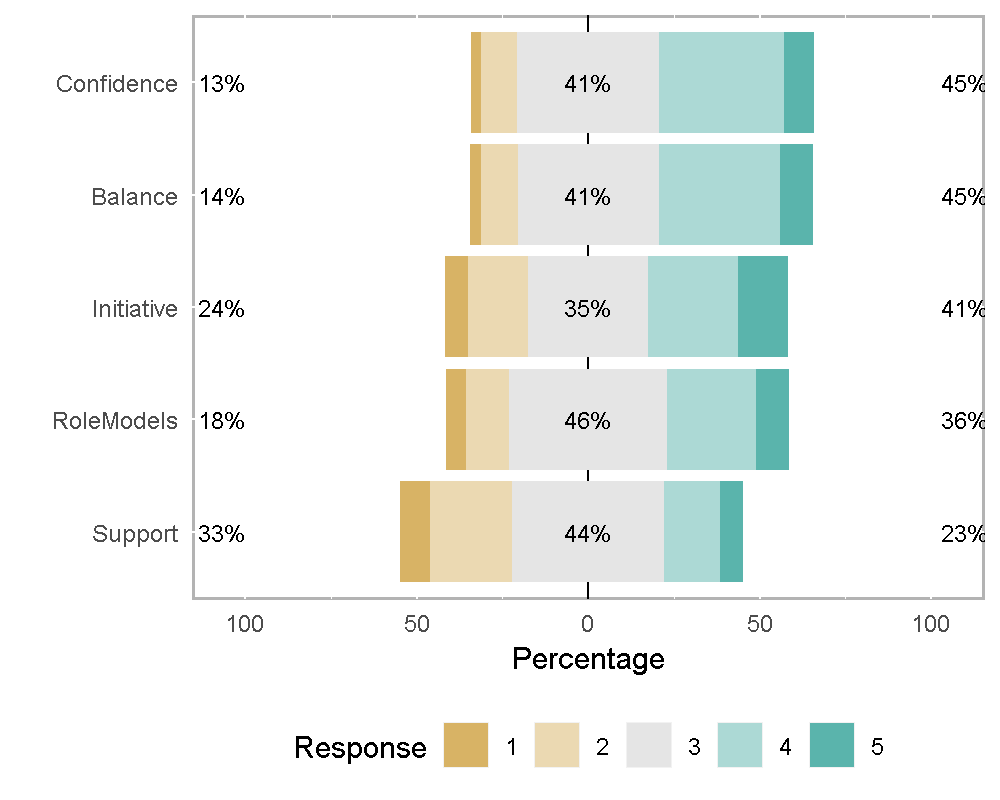 Confidence 13% 41% 45%
Balance 14% 41% 45%
Initiative 24% 35% 41%
RoleModels 18% 46% 36%
Support 33% 44% 23%
100 50 0 50 100
Percentage
Response 1 2 3 4 5